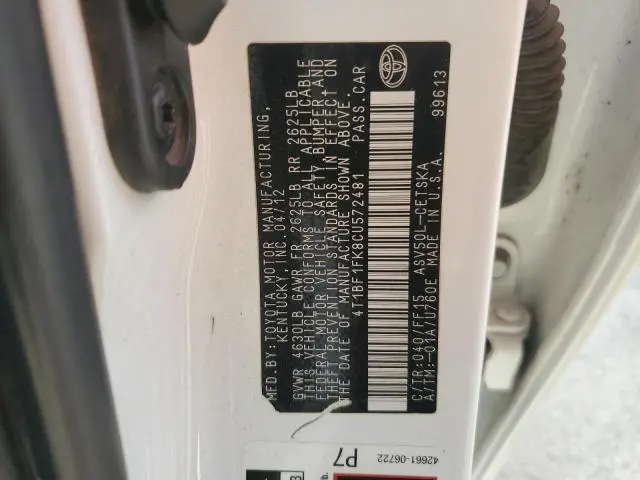 MFD.BY:TOYOTA MOTOR MANUFACTURING,
KENTUCKY, INC. 04/12
GVWR 4630LB GAWR FR 2625LB RR 2625LB
THIS VEHICLE CONFORMS TO ALL APPLICABLE
FEDERAL MOTOR VEHICLE SAFETY, BUMPER, AND
THEFT PREVENTION STANDARDS IN EFFECT ON
THE DATE OF MANUFACTURE SHOWN ABOVE.
4T1BF1FK8CU572481 PASS.CAR
C/TR:040/FF15 ASV50L-CETSKA
A/TM:-01A/U760E MADE IN U.S.A.
99613
42661-06722
P7